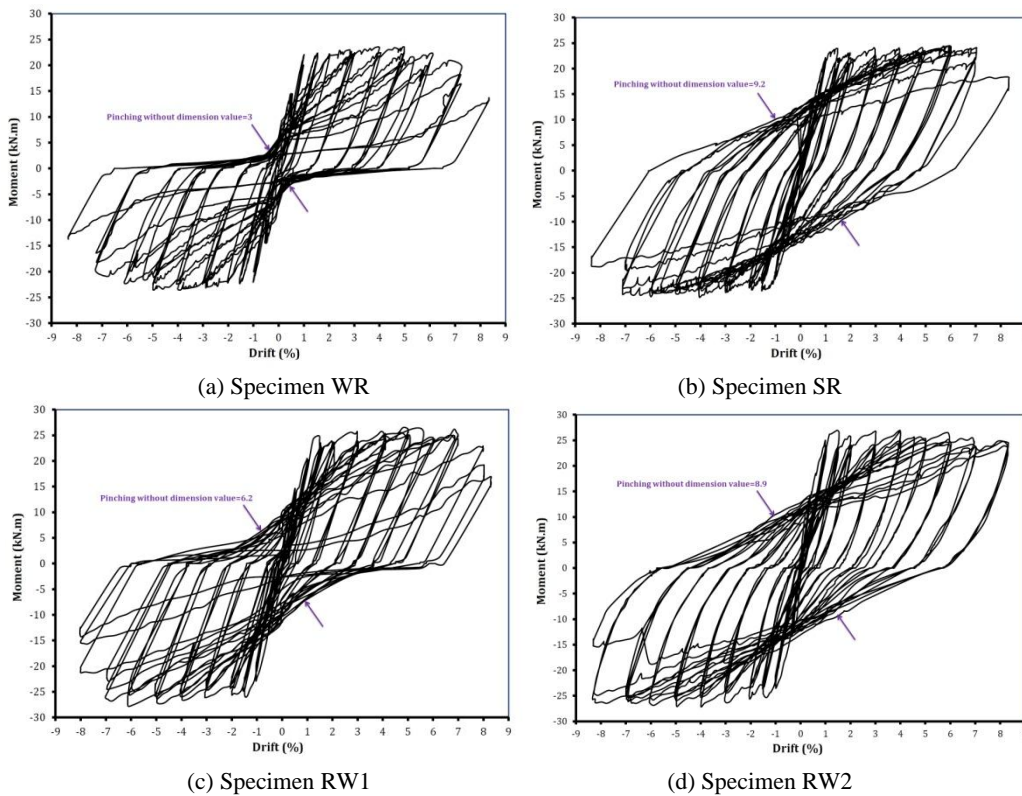 30
25
20
15
10
5
0
-5
-10
-15
-20
-25
-30
Moment (kN.m)
Pinching without dimension value=3
-9 -8 -7 -6 -5 -4 -3 -2 -1 0 1 2 3 4 5 6 7 8 9
Drift (%)
(a) Specimen WR
30
25
20
15
10
5
0
-5
-10
-15
-20
-25
-30
Moment (kN.m)
Pinching without dimension value=9.2
-9 -8 -7 -6 -5 -4 -3 -2 -1 0 1 2 3 4 5 6 7 8
Drift (%)
(b) Specimen SR
30
25
20
15
10
5
0
-5
-10
-15
-20
-25
-30
Moment (kN.m)
Pinching without dimension value=6.2
-9 -8 -7 -6 -5 -4 -3 -2 -1 0 1 2 3 4 5 6 7 8 9
Drift (%)
(c) Specimen RW1
30
25
20
15
10
5
0
-5
-10
-15
-20
-25
-30
Moment (kN.m)
Pinching without dimension value=8.9
-9 -8 -7 -6 -5 -4 -3 -2 -1 0 1 2 3 4 5 6 7 8
Drift (%)
(d) Specimen RW2